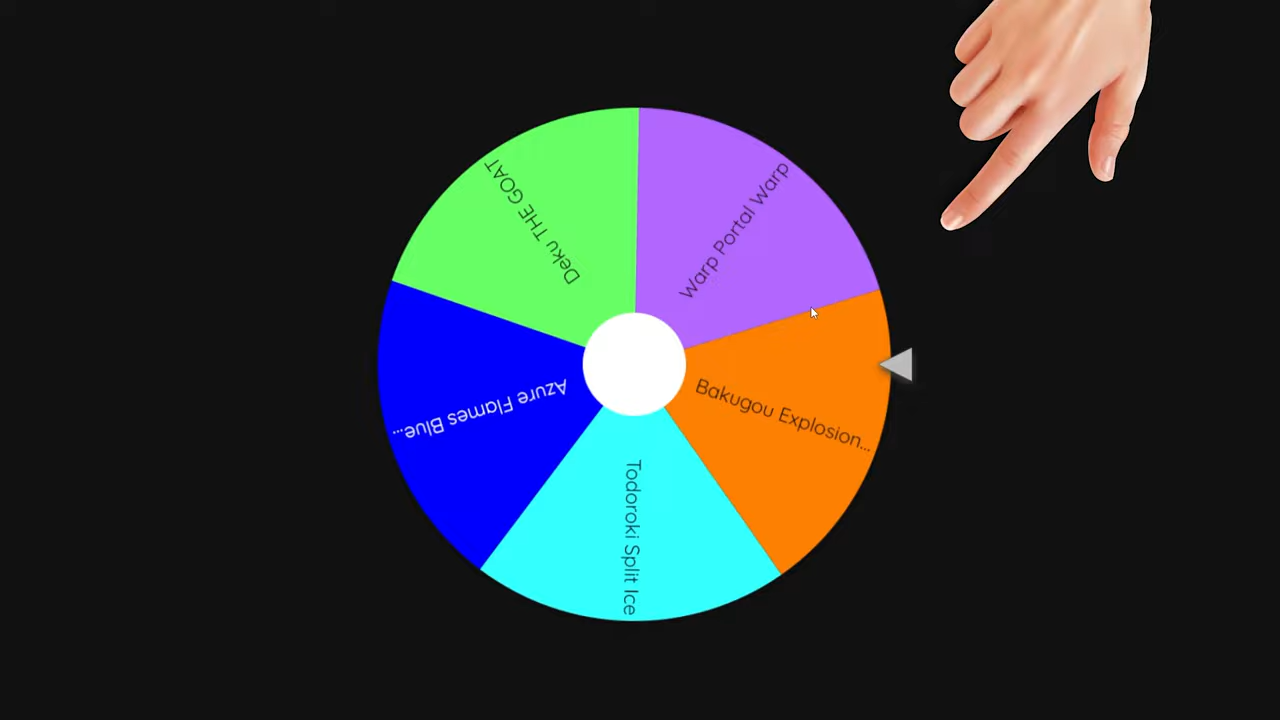 Deku THE GOAT
Warp Portal Warp
Azure Flames Blue...
Bakugou Explosion...
Todoroki Split Ice